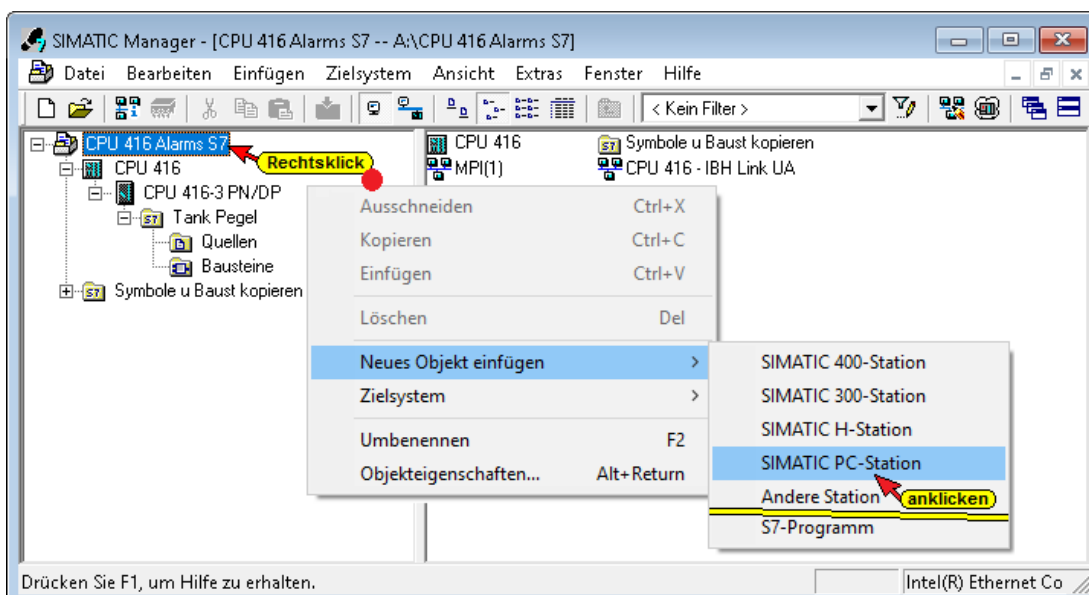 SIMATIC Manager - [CPU 416 Alarms S7 -- A:\CPU 416 Alarms S7]
Datei Bearbeiten Einfügen Zielsystem Ansicht Extras Fenster Hilfe
< Kein Filter >
CPU 416 Alarms S7
Rechtsklick
CPU 416
CPU 416-3 PN/DP
S7 Tank Pegel
Quellen
Bausteine
S7 Symbole u Baust kopieren
CPU 416
S7 Symbole u Baust kopieren
MPI(1)
CPU 416 - IBH Link UA
Ausschneiden Ctrl+X
Kopieren Ctrl+C
Einfügen Ctrl+V
Löschen Del
Neues Objekt einfügen
Zielsystem
Umbenennen F2
Objekteigenschaften... Alt+Return
SIMATIC 400-Station
SIMATIC 300-Station
SIMATIC H-Station
SIMATIC PC-Station
Andere Station
anklicken
S7-Programm
Drücken Sie F1, um Hilfe zu erhalten.
Intel(R) Ethernet Co